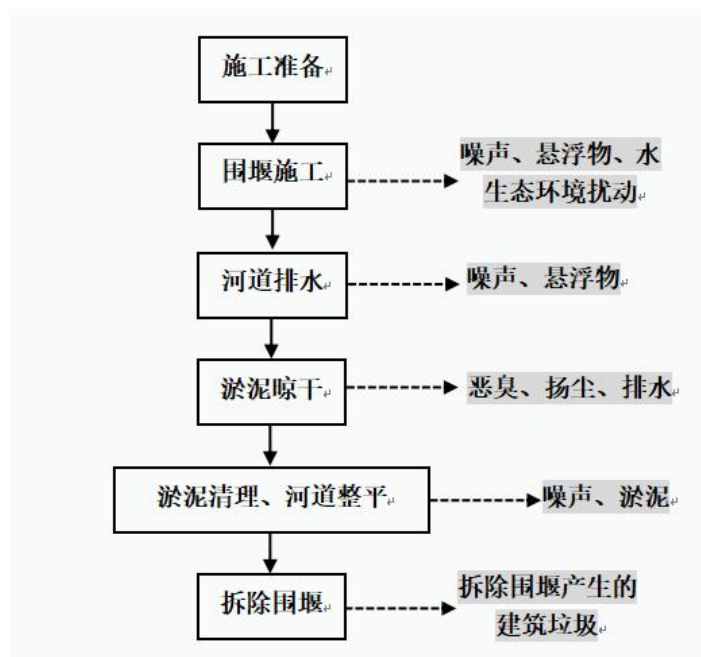 施工准备
围堰施工
噪声、悬浮物、水
生态环境扰动
河道排水
噪声、悬浮物
淤泥晾干
恶臭、扬尘、排水
淤泥清理、河道整平
噪声、淤泥
拆除围堰
拆除围堰产生的
建筑垃圾